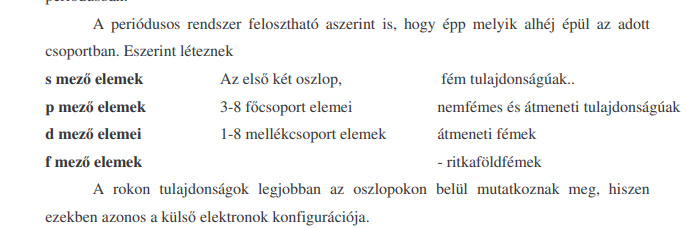 A periódusos rendszer felosztható aszerint is, hogy épp melyik alhéj épül az adott
csoportban. Eszerint léteznek
s mező elemek Az első két oszlop, fém tulajdonságúak..
p mező elemek 3-8 főcsoport elemei nemfémes és átmeneti tulajdonságúak
d mező elemei 1-8 mellékcsoport elemek átmeneti fémek
f mező elemek - ritkaföldfémek
A rokon tulajdonságok legjobban az oszlopokon belül mutatkoznak meg, hiszen
ezekben azonos a külső elektronok konfigurációja.